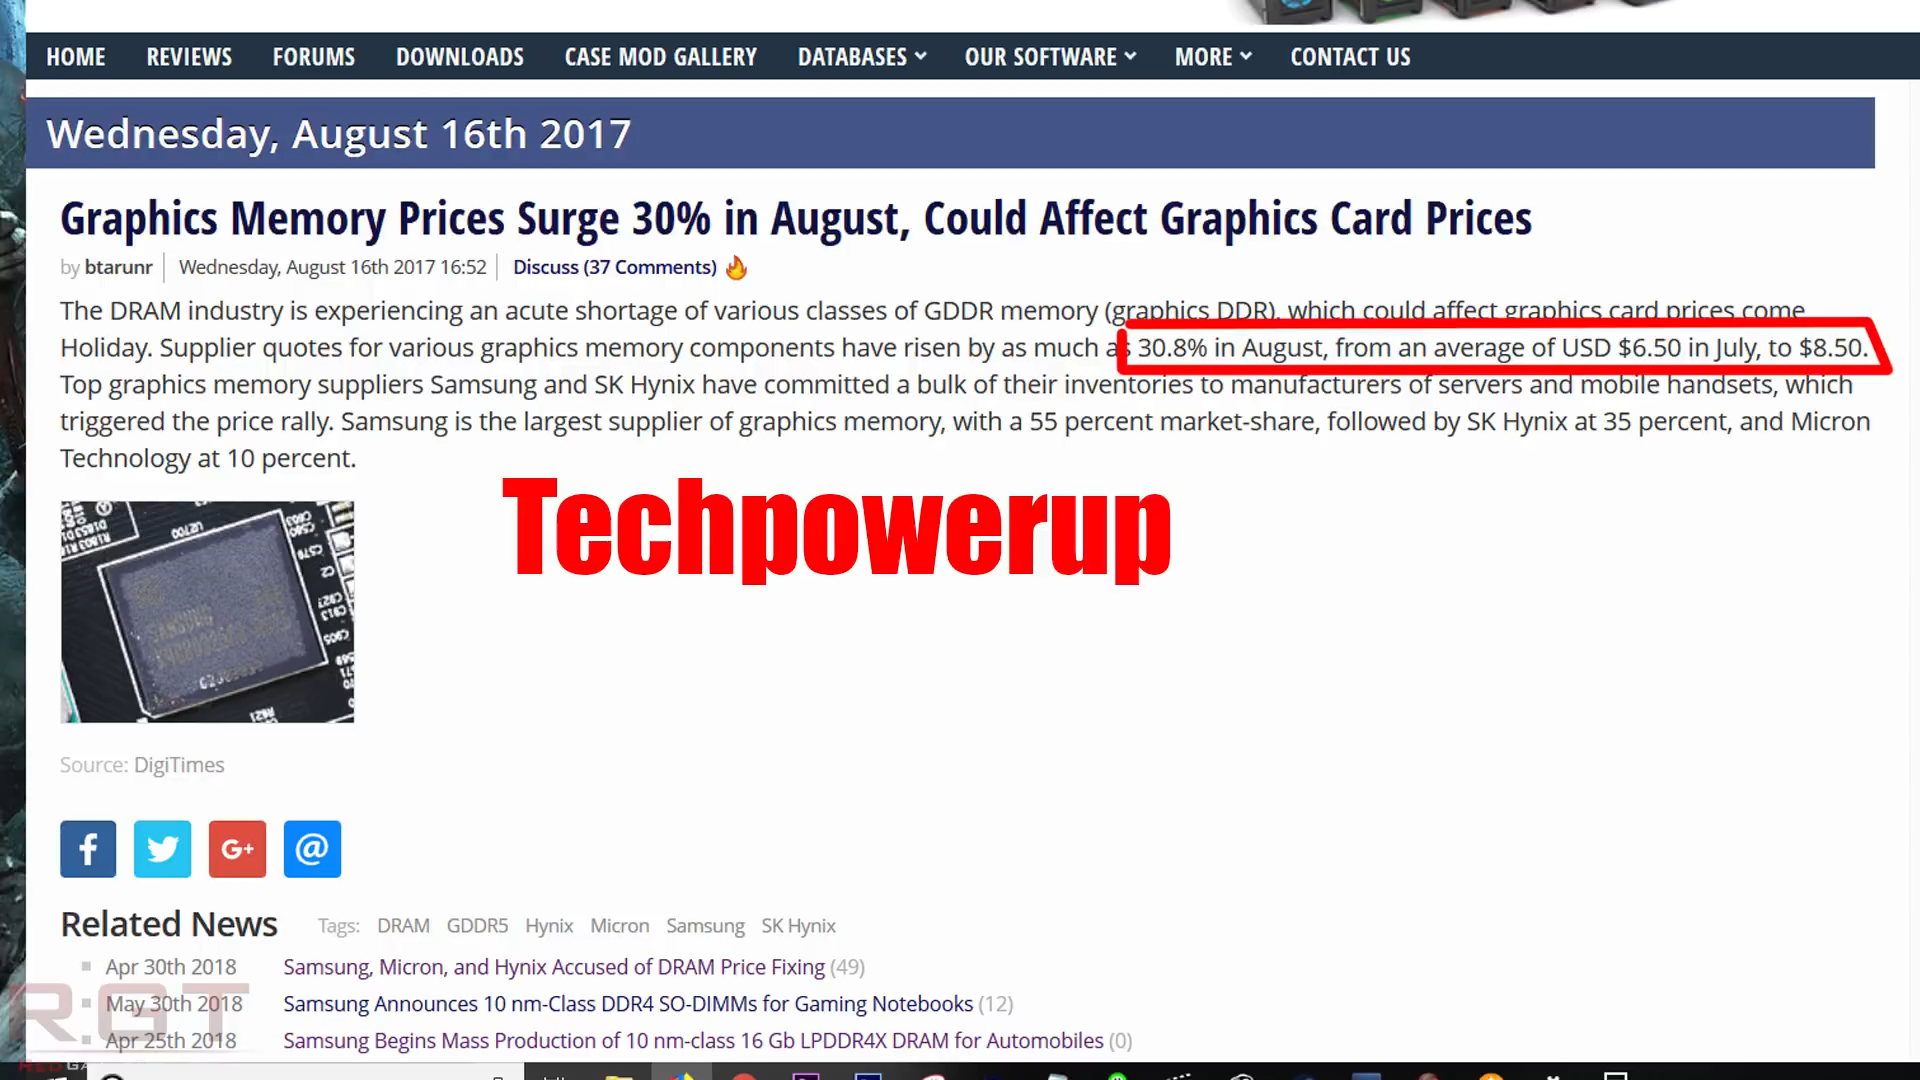 HOME REVIEWS FORUMS DOWNLOADS CASE MOD GALLERY DATABASES OUR SOFTWARE MORE CONTACT US
Wednesday, August 16th 2017
Graphics Memory Prices Surge 30% in August, Could Affect Graphics Card Prices
by btarunr Wednesday, August 16th 2017 16:52 Discuss (37 Comments)
The DRAM industry is experiencing an acute shortage of various classes of GDDR memory (graphics DDR), which could affect graphics card prices come
Holiday. Supplier quotes for various graphics memory components have risen by as much as 30.8% in August, from an average of USD $6.50 in July, to $8.50.
Top graphics memory suppliers Samsung and SK Hynix have committed a bulk of their inventories to manufacturers of servers and mobile handsets, which
triggered the price rally. Samsung is the largest supplier of graphics memory, with a 55 percent market-share, followed by SK Hynix at 35 percent, and Micron
Technology at 10 percent.
Techpowerup
SAMSUNG
Source: DigiTimes
f G+ @
Related News Tags: DRAM GDDR5 Hynix Micron Samsung SK Hynix
Apr 30th 2018 Samsung, Micron, and Hynix Accused of DRAM Price Fixing (49)
May 30th 2018 Samsung Announces 10 nm-Class DDR4 SO-DIMMs for Gaming Notebooks (12)
Apr 25th 2018 Samsung Begins Mass Production of 10 nm-class 16 Gb LPDDR4X DRAM for Automobiles (0)
R:GT